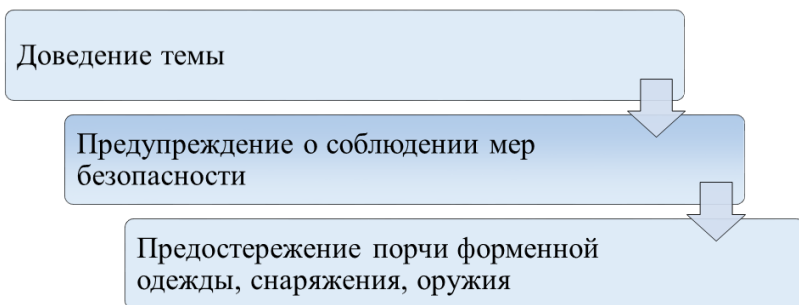 Доведение темы
Предупреждение о соблюдении мер
безопасности
Предостережение порчи форменной
одежды, снаряжения, оружия